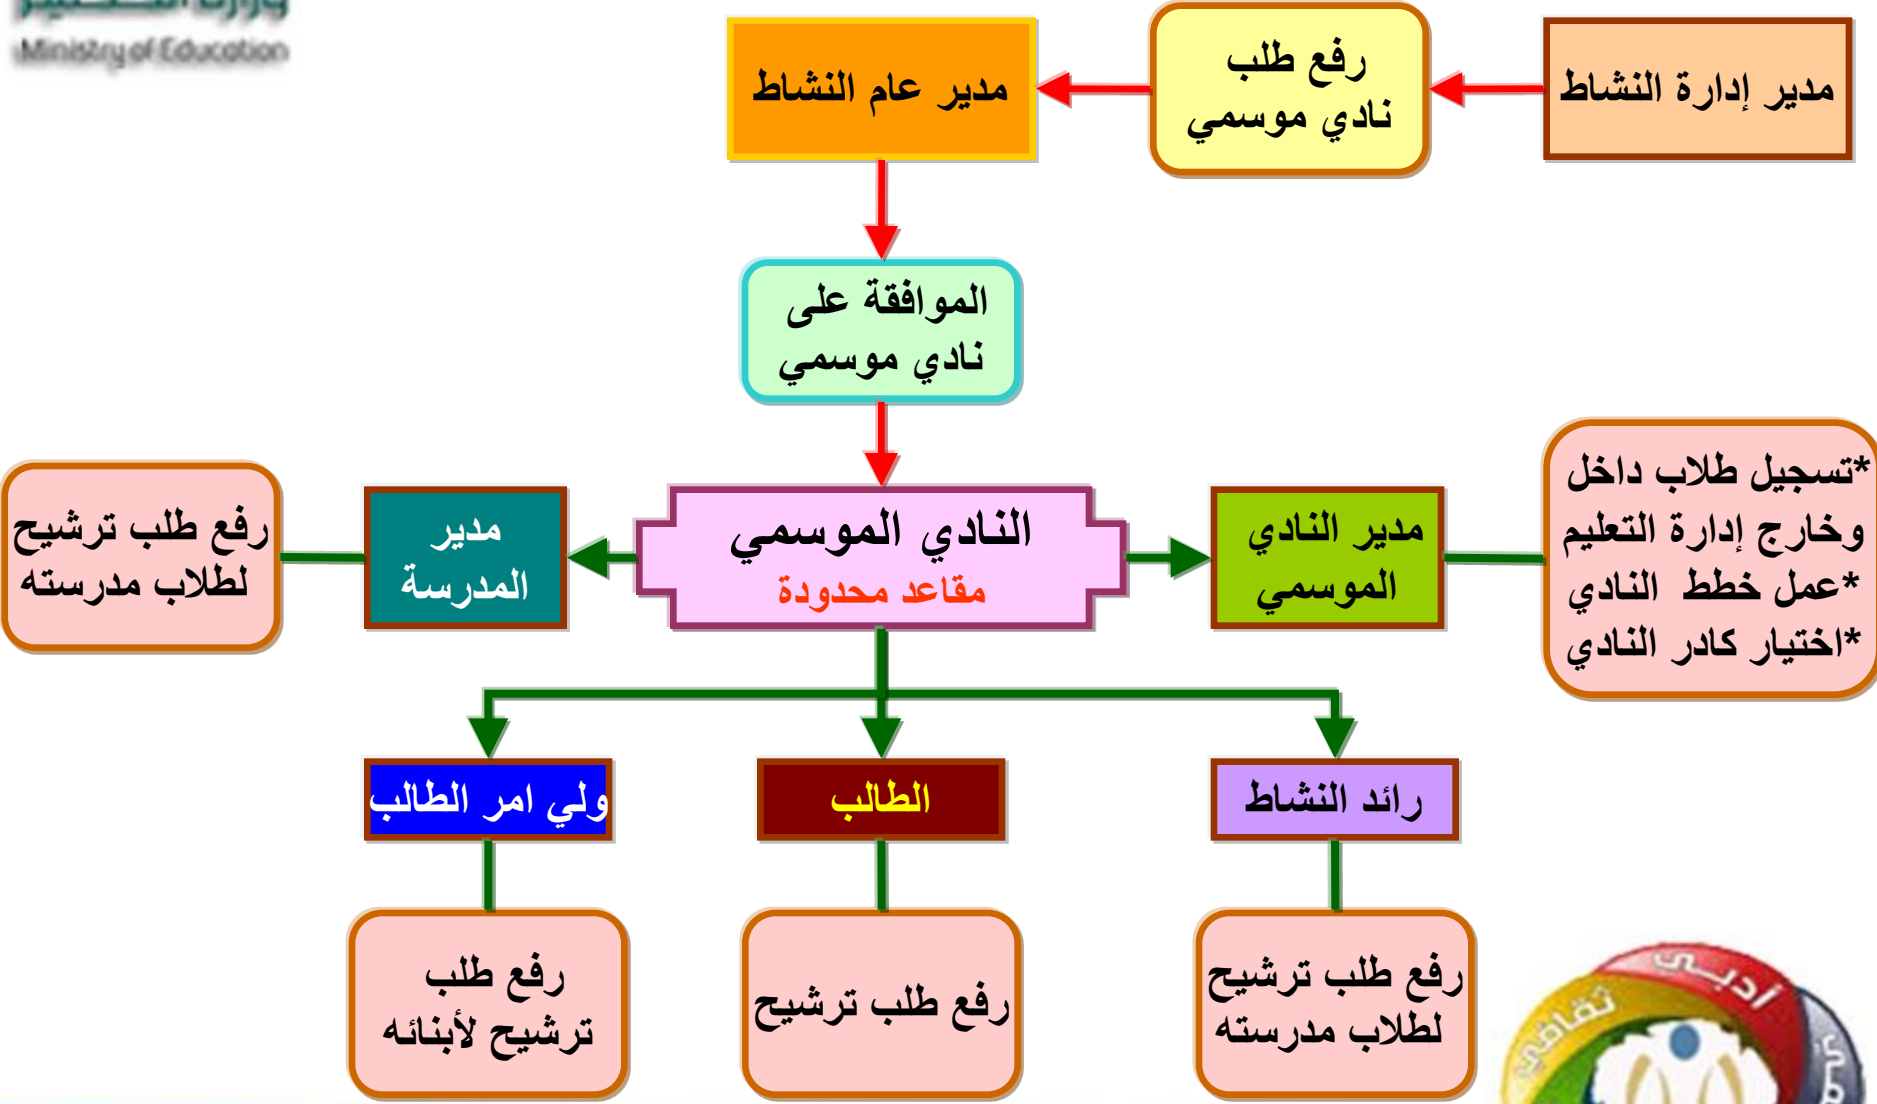 وزارة التعليم
Ministry of Education
مدير إدارة النشاط
رفع طلب
نادي موسمي
مدير عام النشاط
الموافقة على
نادي موسمي
*تسجيل طلاب داخل
وخارج إدارة التعليم
*عمل خطط النادي
*اختيار كادر النادي
مدير النادي
الموسمي
النادي الموسمي
مقاعد محدودة
مدير
المدرسة
رفع طلب ترشيح
لطلاب مدرسته
رائد النشاط
الطالب
ولي امر الطالب
رفع طلب ترشيح
لطلاب مدرسته
رفع طلب ترشيح
رفع طلب
ترشيح لأبنائه
أدبي
ثقافي